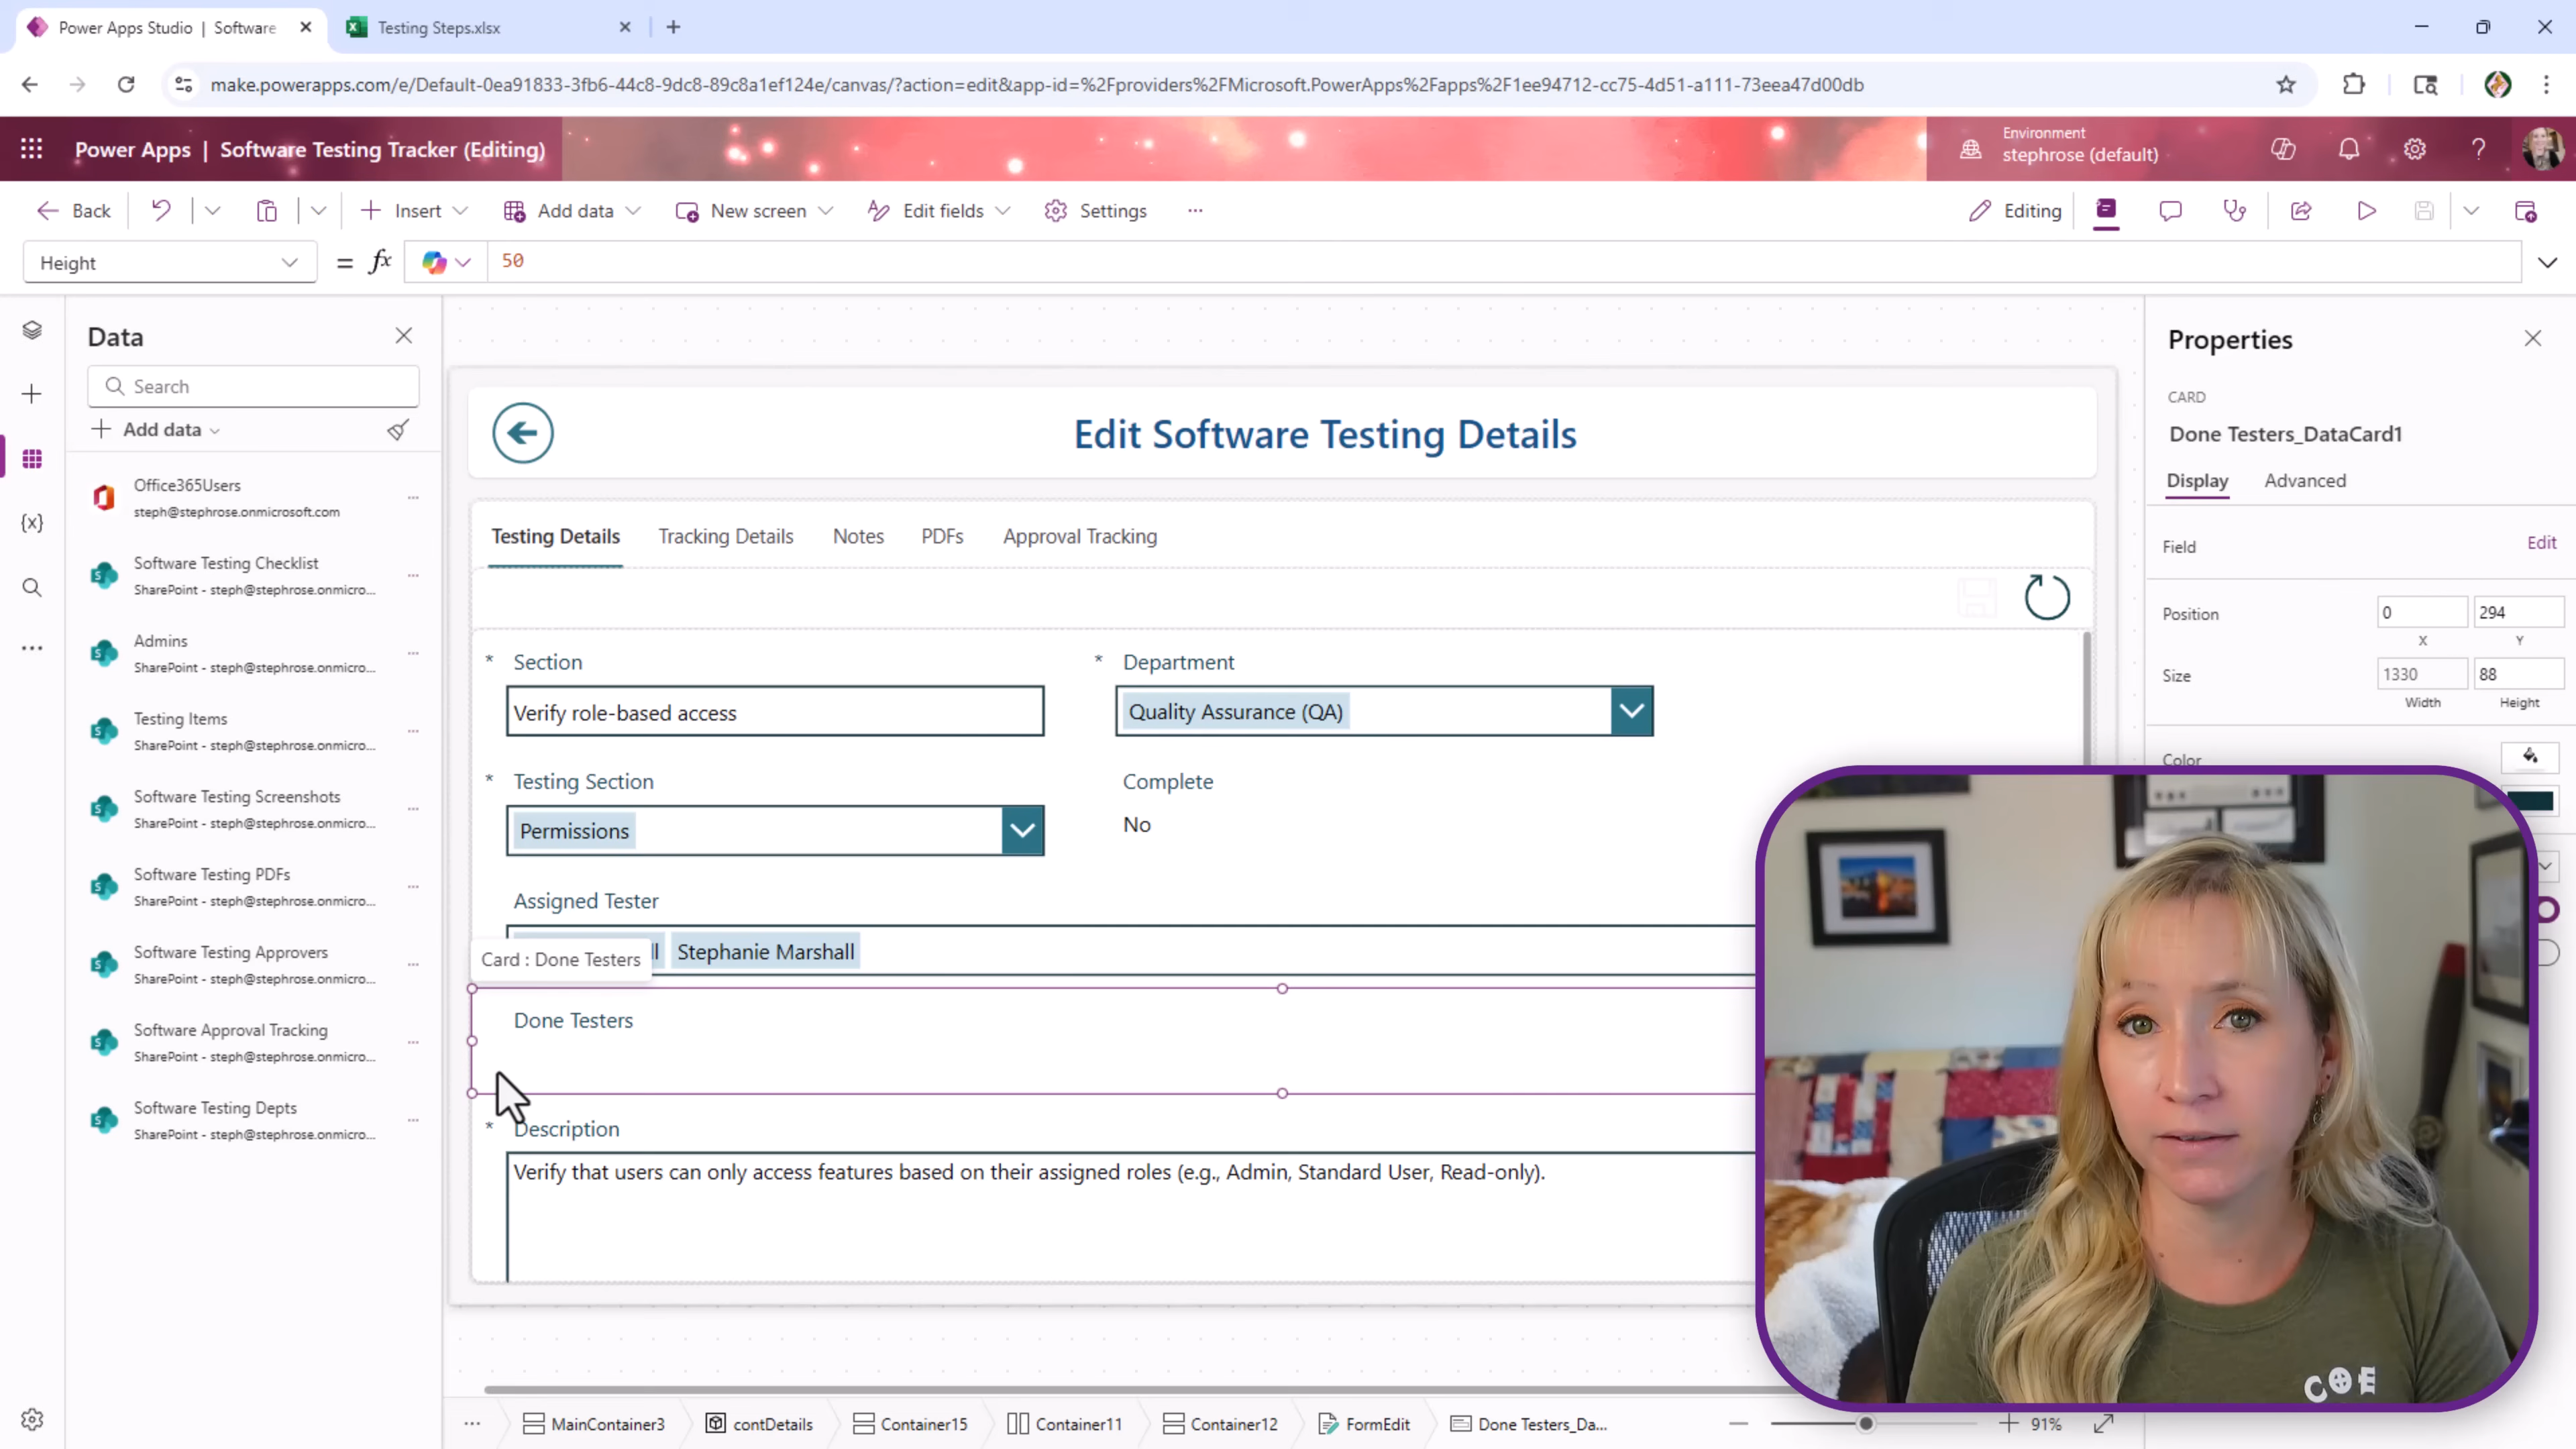 Power Apps Studio | Software
Testing Steps.xlsx
make.powerapps.com/e/Default-0ea91833-3fb6-44c8-9dc8-89c8a1ef124e/canvas/?action=edit&app-id=%2Fproviders%2FMicrosoft.PowerApps%2Fapps%2F1ee94712-cc75-4d51-a111-73eea47d00db
Power Apps | Software Testing Tracker (Editing)
Environment
stephrose (default)
Back
Insert
Add data
New screen
Edit fields
Settings
...
Editing
Height
= fx
50
Data
Search
Add data
Office365Users
steph@stephrose.onmicrosoft.com
Software Testing Checklist
SharePoint - steph@stephrose.onmicro...
Admins
SharePoint - steph@stephrose.onmicro...
Testing Items
SharePoint - steph@stephrose.onmicro...
Software Testing Screenshots
SharePoint - steph@stephrose.onmicro...
Software Testing PDFs
SharePoint - steph@stephrose.onmicro...
Software Testing Approvers
SharePoint - steph@stephrose.onmicro...
Software Approval Tracking
SharePoint - steph@stephrose.onmicro...
Software Testing Depts
SharePoint - steph@stephrose.onmicro...
Edit Software Testing Details
Testing Details
Tracking Details
Notes
PDFs
Approval Tracking
* Section
* Department
Verify role-based access
Quality Assurance (QA)
* Testing Section
Complete
Permissions
No
Assigned Tester
Stephanie Marshall
Card : Done Testers
Done Testers
* Description
Verify that users can only access features based on their assigned roles (e.g., Admin, Standard User, Read-only).
Properties
CARD
Done Testers_DataCard1
Display
Advanced
Field
Edit
Position
0
294
X
Y
Size
1330
88
Width
Height
Color
COE
...
MainContainer3
contDetails
Container15
Container11
Container12
FormEdit
Done Testers_Da...
91%